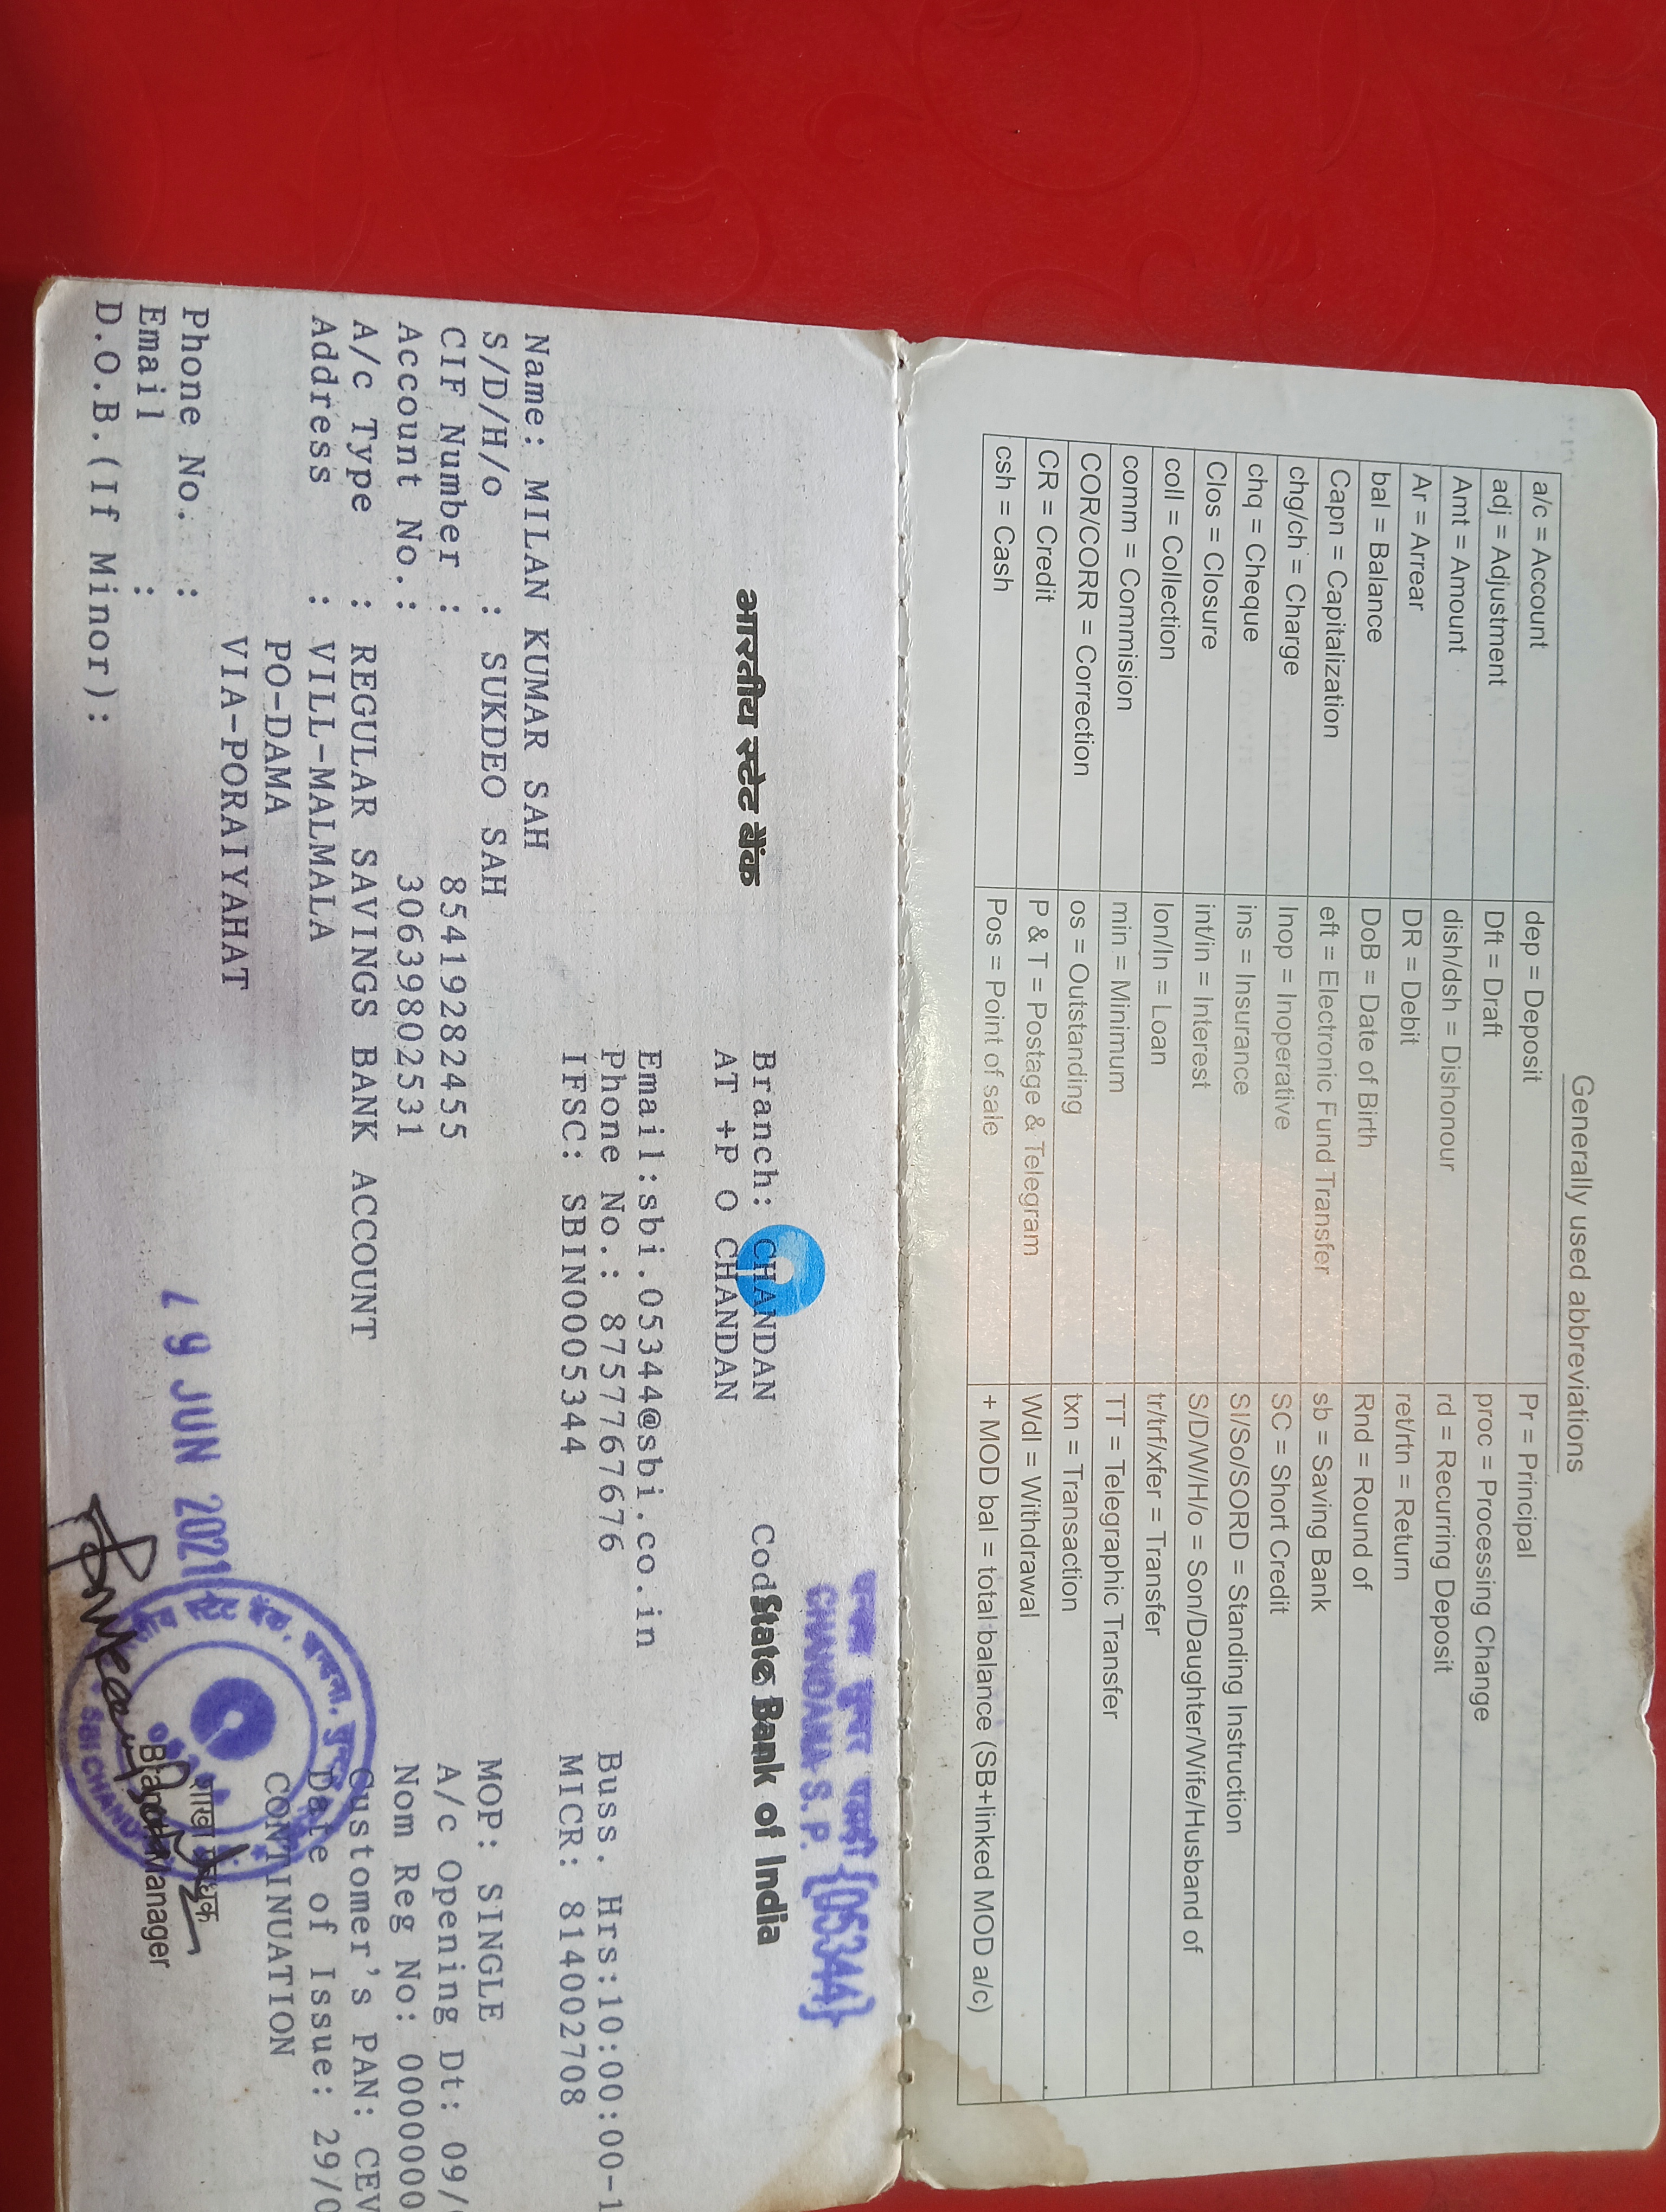 Generally used abbreviations
a/c = Account	dep = Deposit	Pr = Principal
adj = Adjustment	Dft = Draft	proc = Processing Change
Amt = Amount	dish/dsh = Dishonour	rd = Recurring Deposit
Ar = Arrear	DR = Debit	ret/rtn = Return
bal = Balance	DoB = Date of Birth	Rnd = Round of
Capn = Capitalization	eft = Electronic Fund Transfer	sb = Saving Bank
chg/ch = Charge	Inop = Inoperative	SC = Short Credit
chq = Cheque	ins = Insurance	SI/So/SORD = Standing Instruction
Clos = Closure	int/in = Interest	S/D/W/H/o = Son/Daughter/Wife/Husband of
coll = Collection	lon/ln = Loan	tr/trf/xfer = Transfer
comm = Commision	min = Minimum	TT = Telegraphic Transfer
COR/CORR = Correction	os = Outstanding	txn = Transaction
CR = Credit	P & T = Postage & Telegram	Wdl = Withdrawal
csh = Cash	Pos = Point of sale	+ MOD bal = total balance (SB+linked MOD a/c)
CHANDANA S. P. {05344}
भारतीय स्टेट बैंक	State Bank of India
Branch: CHANDAN	Cod
AT +P O CHANDAN
Email:sbi.05344@sbi.co.in
Phone No.: 8757767676	Buss. Hrs:10:00:00-1
IFSC: SBIN0005344	MICR: 814002708
Name: MILAN KUMAR SAH
S/D/H/o : SUKDEO SAH	MOP: SINGLE
CIF Number : 85419282455	A/c Opening Dt: 09/
Account No.: 30639802531	Nom Reg No: 0000000
A/c Type : REGULAR SAVINGS BANK ACCOUNT	Customer's PAN: CEV
Address : VILL-MALMALA	Date of Issue: 29/0
PO-DAMA	CONTINUATION
VIA-PORAIYAHAT
Phone No. :
Email :
D.O.B.(If Minor):
29 JUN 2021
शाखा प्रबंधक
Branch Manager
SBI CHAND